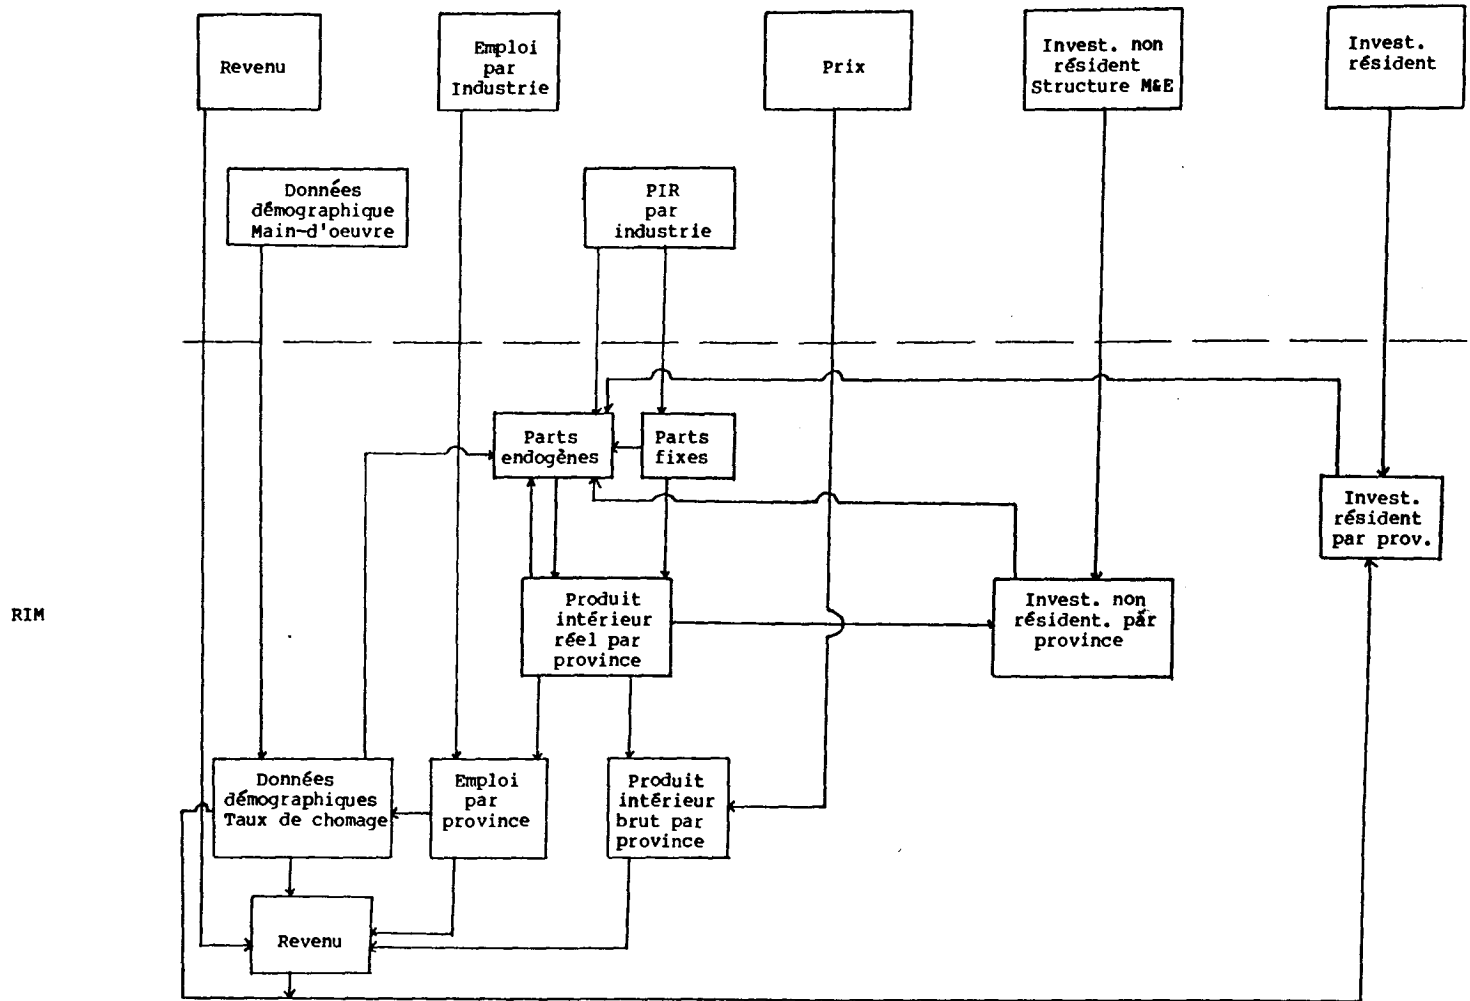 Revenu
Emploi
par
Industrie
Prix
Invest. non
résident
Structure M&E
Invest.
résident
Données
démographique
Main-d'oeuvre
PIR
par
industrie
Parts
endogènes
Parts
fixes
Invest.
résident
par prov.
RIM
Produit
intérieur
réel par
province
Invest. non
résident. par
province
Données
démographiques
Taux de chomage
Emploi
par
province
Produit
intérieur
brut par
province
Revenu